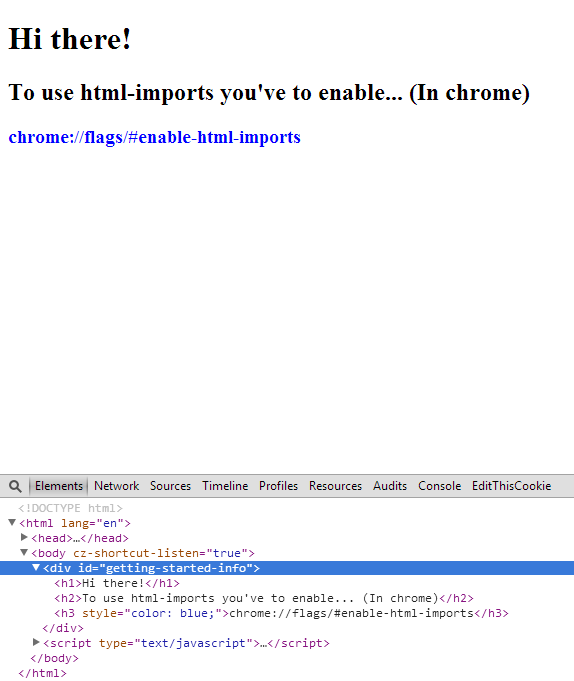 Hi there!
To use html-imports you've to enable... (In chrome)
chrome://flags/#enable-html-imports
Elements Network Sources Timeline Profiles Resources Audits Console EditThisCookie
<!DOCTYPE html>
<html lang="en">
<head>…</head>
<body cz-shortcut-listen="true">
<div id="getting-started-info">
<h1>Hi there!</h1>
<h2>To use html-imports you've to enable... (In chrome)</h2>
<h3 style="color: blue;">chrome://flags/#enable-html-imports</h3>
</div>
<script type="text/javascript">…</script>
</body>
</html>